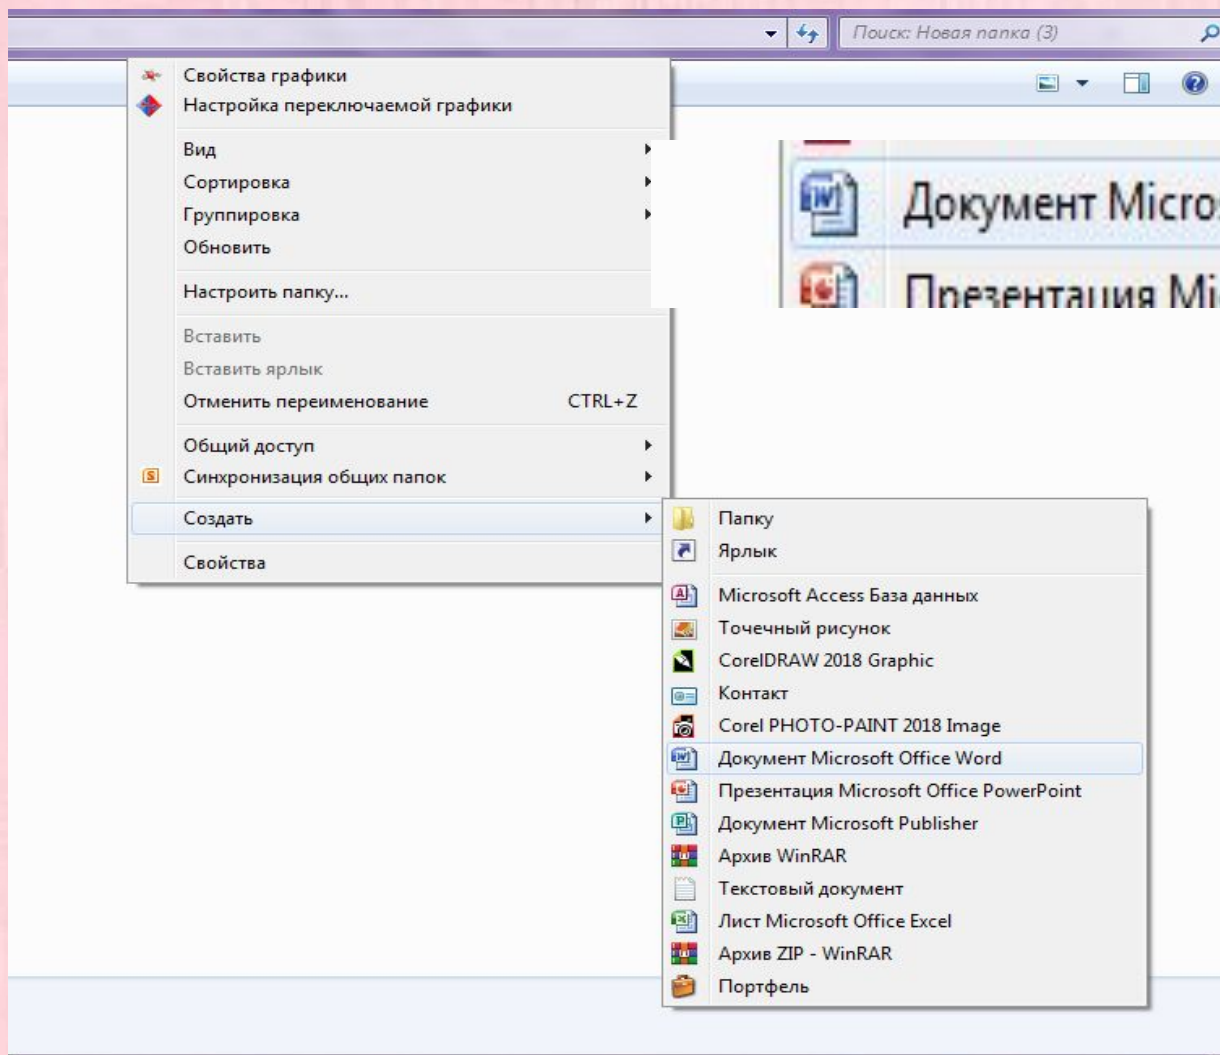 Поиск: Новая папка (3)
Свойства графики
Настройка переключаемой графики
Вид
Сортировка
Группировка
Обновить
Настроить папку...
Вставить
Вставить ярлык
Отменить переименование CTRL+Z
Общий доступ
Синхронизация общих папок
Создать
Свойства
Документ Micro
Презентация Mi
Папку
Ярлык
Microsoft Access База данных
Точечный рисунок
CorelDRAW 2018 Graphic
Контакт
Corel PHOTO-PAINT 2018 Image
Документ Microsoft Office Word
Презентация Microsoft Office PowerPoint
Документ Microsoft Publisher
Архив WinRAR
Текстовый документ
Лист Microsoft Office Excel
Архив ZIP - WinRAR
Портфель